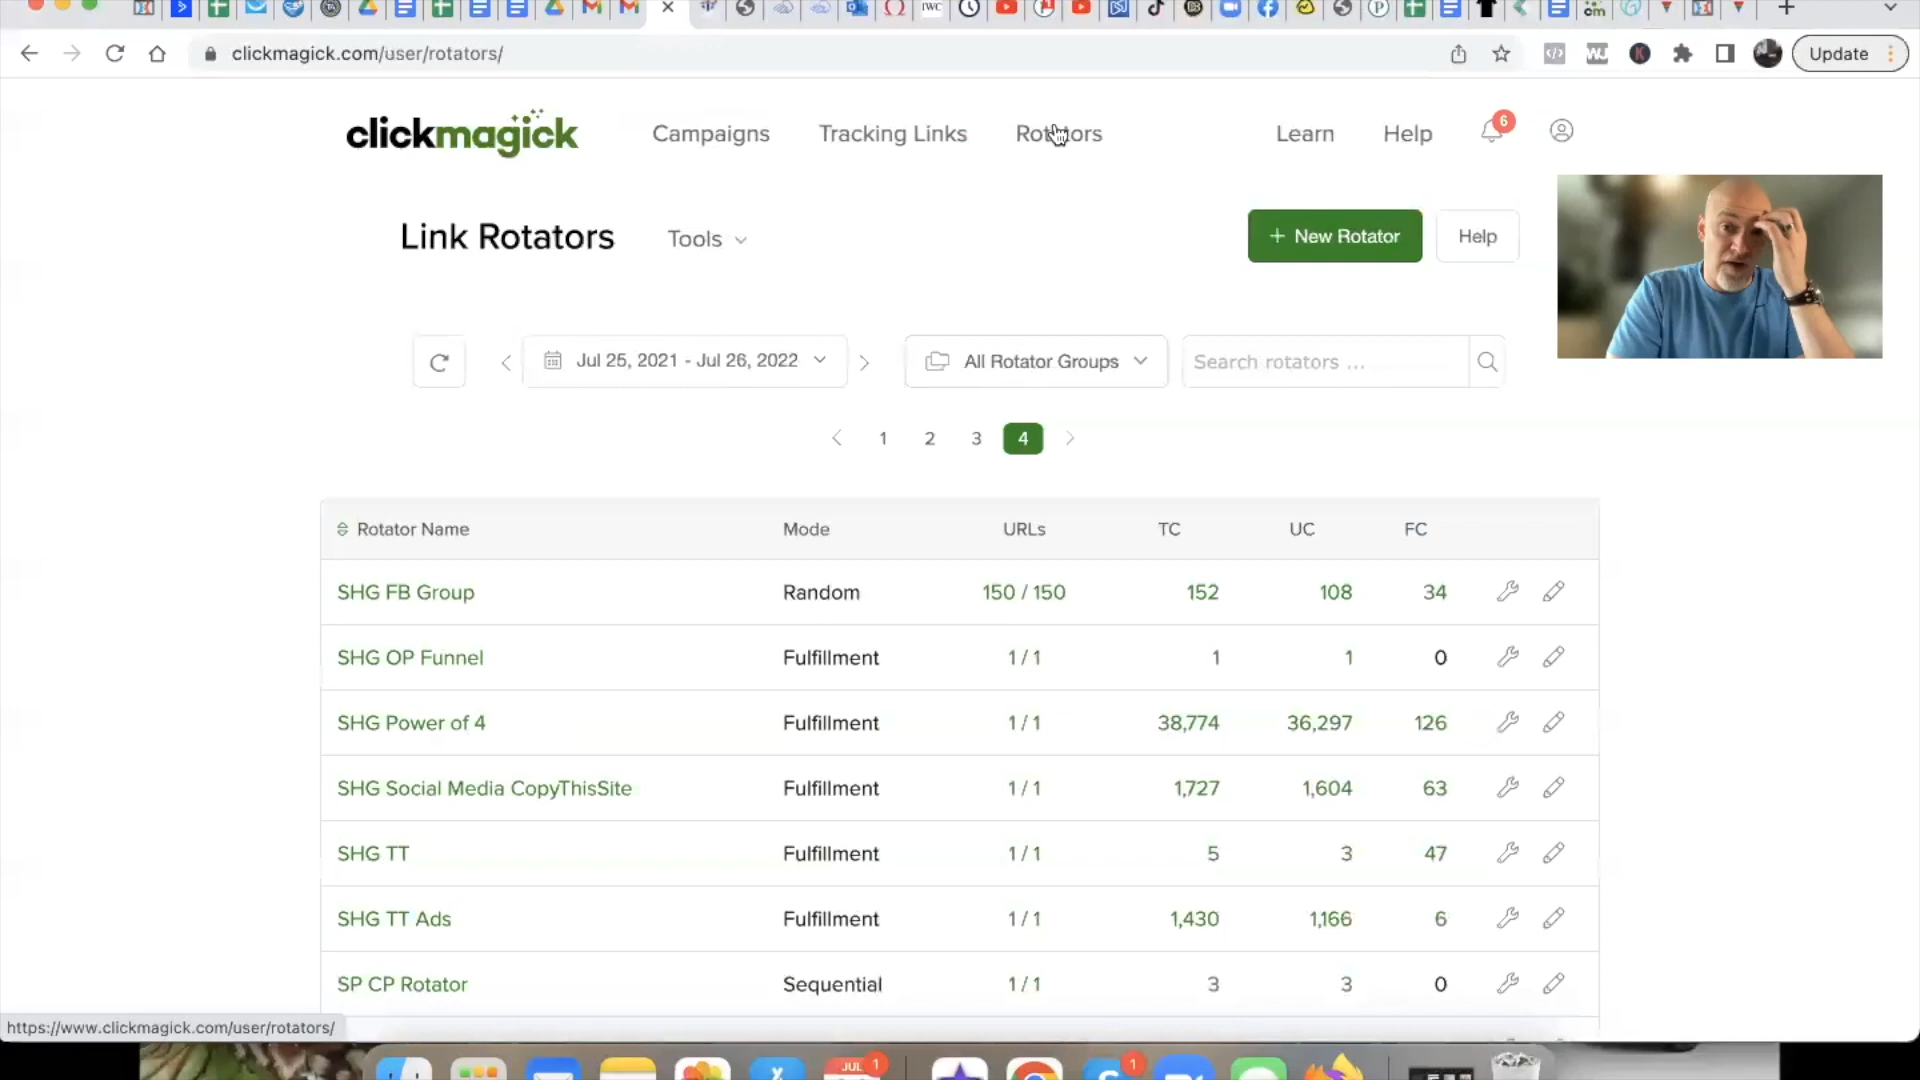 IWC
clickmagick.com/user/rotators/
Update
clickmagick
Campaigns
Tracking Links
Rotators
Learn
Help
6
Link Rotators
Tools
+ New Rotator
Help
Jul 25, 2021 - Jul 26, 2022
All Rotator Groups
Search rotators ...
1 2 3 4
Rotator Name Mode URLs TC UC FC
SHG FB Group Random 150 / 150 152 108 34
SHG OP Funnel Fulfillment 1 / 1 1 1 0
SHG Power of 4 Fulfillment 1 / 1 38,774 36,297 126
SHG Social Media CopyThisSite Fulfillment 1 / 1 1,727 1,604 63
SHG TT Fulfillment 1 / 1 5 3 47
SHG TT Ads Fulfillment 1 / 1 1,430 1,166 6
SP CP Rotator Sequential 1 / 1 3 3 0
https://www.clickmagick.com/user/rotators/
JUL 1
1